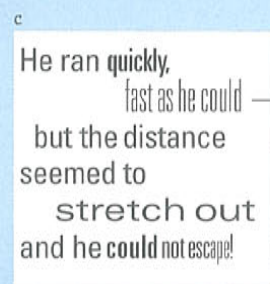 c
He ran quickly,
fast as he could —
but the distance
seemed to
stretch out
and he could not escape!